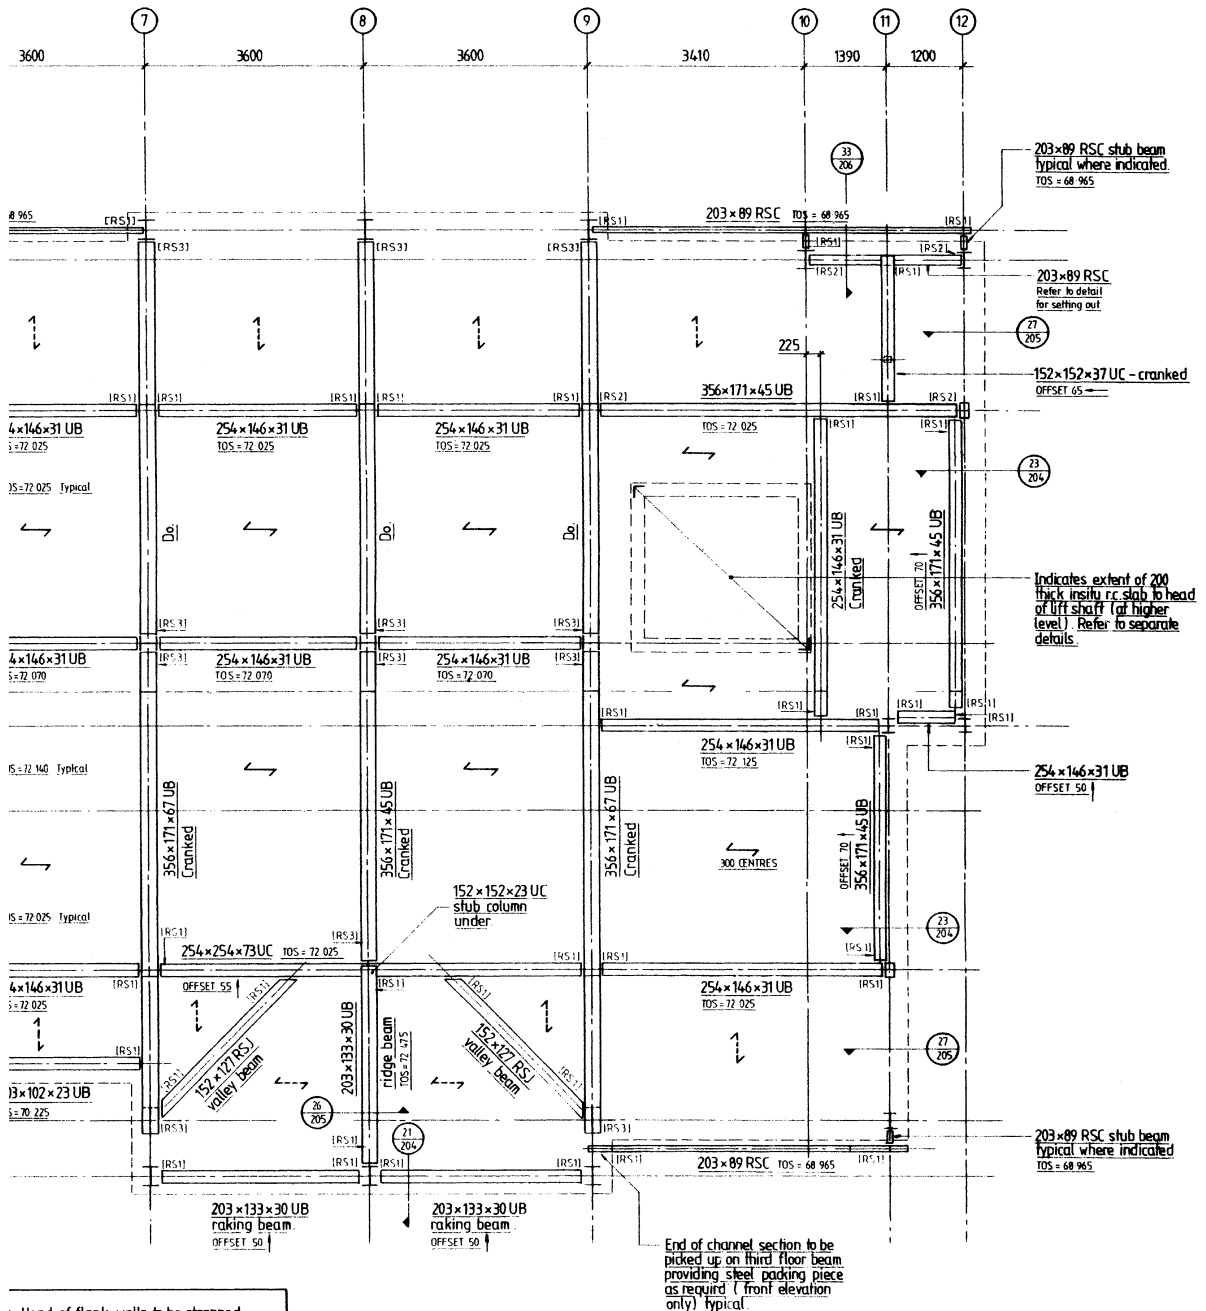 7
8
9
10
11
12
3600
3600
3600
3410
1390
1200
33
206
203×89 RSC stub beam
typical where indicated.
TOS = 68 965
[RS1]
[RS1]
203 × 89 RSC TOS = 68 965
[RS1]
[RS3]
[RS3]
[RS3]
[RS1]
[RS2]
[RS2]
[RS1]
203×89 RSC
Refer to detail
for setting out
27
205
225
152×152×37 UC – cranked
OFFSET 65
[RS1]
[RS1]
[RS1]
[RS1]
[RS1]
[RS2]
356×171×45 UB
[RS1]
[RS2]
4×146×31 UB
254×146×31 UB
254×146×31 UB
TOS = 72 025
[RS1]
[RS1]
S=72 025
TOS = 72 025
TOS = 72 025
23
204
S=72 025 Typical
Do.
Do.
Do.
254×146×31 UB
Cranked
OFFSET 70
356×171×45 UB
Indicates extent of 200
thick insitu r.c. slab to head
of lift shaft (at higher
level). Refer to separate
details.
[RS3]
[RS3]
[RS3]
4×146×31 UB
[RS3]
254×146×31 UB
[RS3]
254×146×31 UB
[RS3]
S=72 070
TOS = 72 070
TOS = 72 070
[RS1]
[RS1]
[RS1]
[RS1]
[RS1]
[RS1]
254×146×31 UB
TOS = 72 125
[RS1]
254×146×31 UB
OFFSET 50
S=72 140 Typical
356×171×67 UB
Cranked
356×171×45 UB
Cranked
356×171×67 UB
Cranked
300 CENTRES
OFFSET 70
356×171×45 UB
152×152×23 UC
stub column
under.
S=72 025 Typical
[RS1]
254×254×73UC TOS = 72 025
[RS3]
23
204
[RS1]
[RS1]
[RS1]
4×146×31 UB
[RS1]
OFFSET 55
[RS1]
[RS1]
[RS1]
254×146×31 UB
S=72 025
TOS = 72 025
203×133×30 UB
ridge beam
TOS = 72 475
[RS1]
27
205
[RS1]
152×127 RSJ
valley beam
152×127 RSJ
valley beam
03×102×23 UB
S=70 225
26
205
[RS3]
21
204
[RS3]
[RS1]
203×89 RSC stub beam
typical where indicated
TOS = 68 965
[RS1]
[RS1]
[RS1]
[RS1]
[RS1]
203 × 89 RSC TOS = 68 965
[RS1]
203×133×30 UB
raking beam.
OFFSET 50
203×133×30 UB
raking beam.
OFFSET 50
End of channel section to be
picked up on third floor beam
providing steel packing piece
as requird ( front elevation
only) typical.